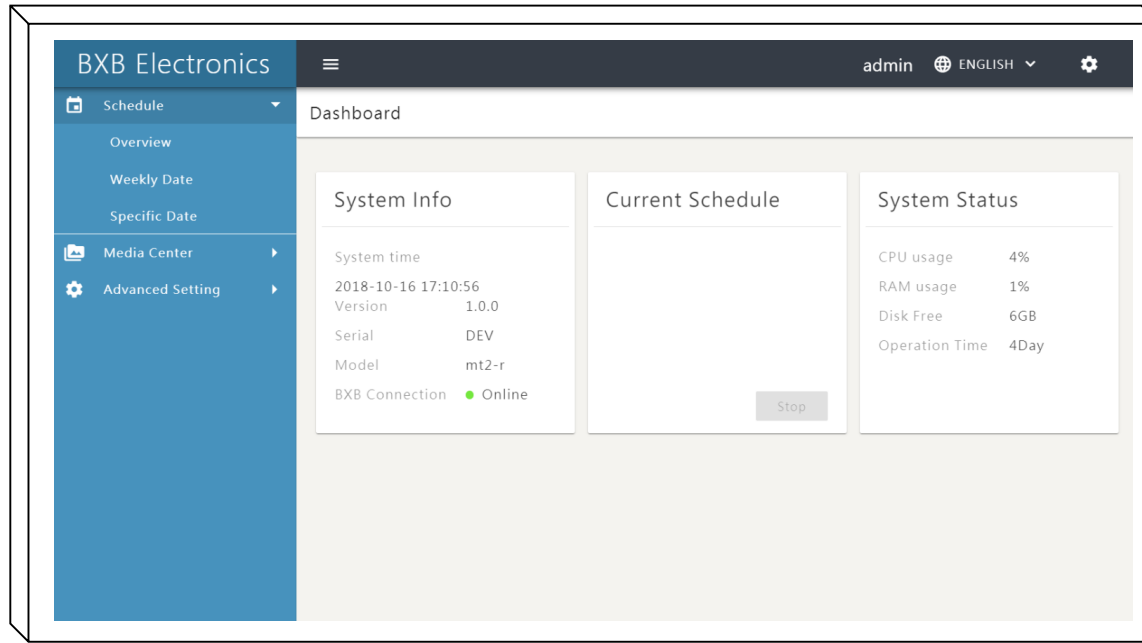 BXB Electronics
admin ENGLISH
Schedule
Overview
Weekly Date
Specific Date
Media Center
Advanced Setting
Dashboard
System Info
System time
2018-10-16 17:10:56
Version 1.0.0
Serial DEV
Model mt2-r
BXB Connection Online
Current Schedule
Stop
System Status
CPU usage 4%
RAM usage 1%
Disk Free 6GB
Operation Time 4Day